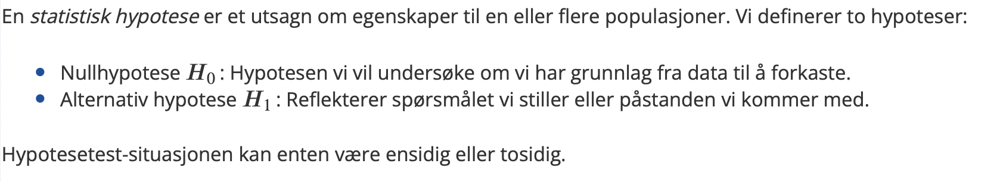 En statistisk hypotese er et utsagn om egenskaper til en eller flere populasjoner. Vi definerer to hypoteser:
• Nullhypotese H₀ : Hypotesen vi vil undersøke om vi har grunnlag fra data til å forkaste.
• Alternativ hypotese H₁ : Reflekterer spørsmålet vi stiller eller påstanden vi kommer med.
Hypotesetest-situasjonen kan enten være ensidig eller tosidig.